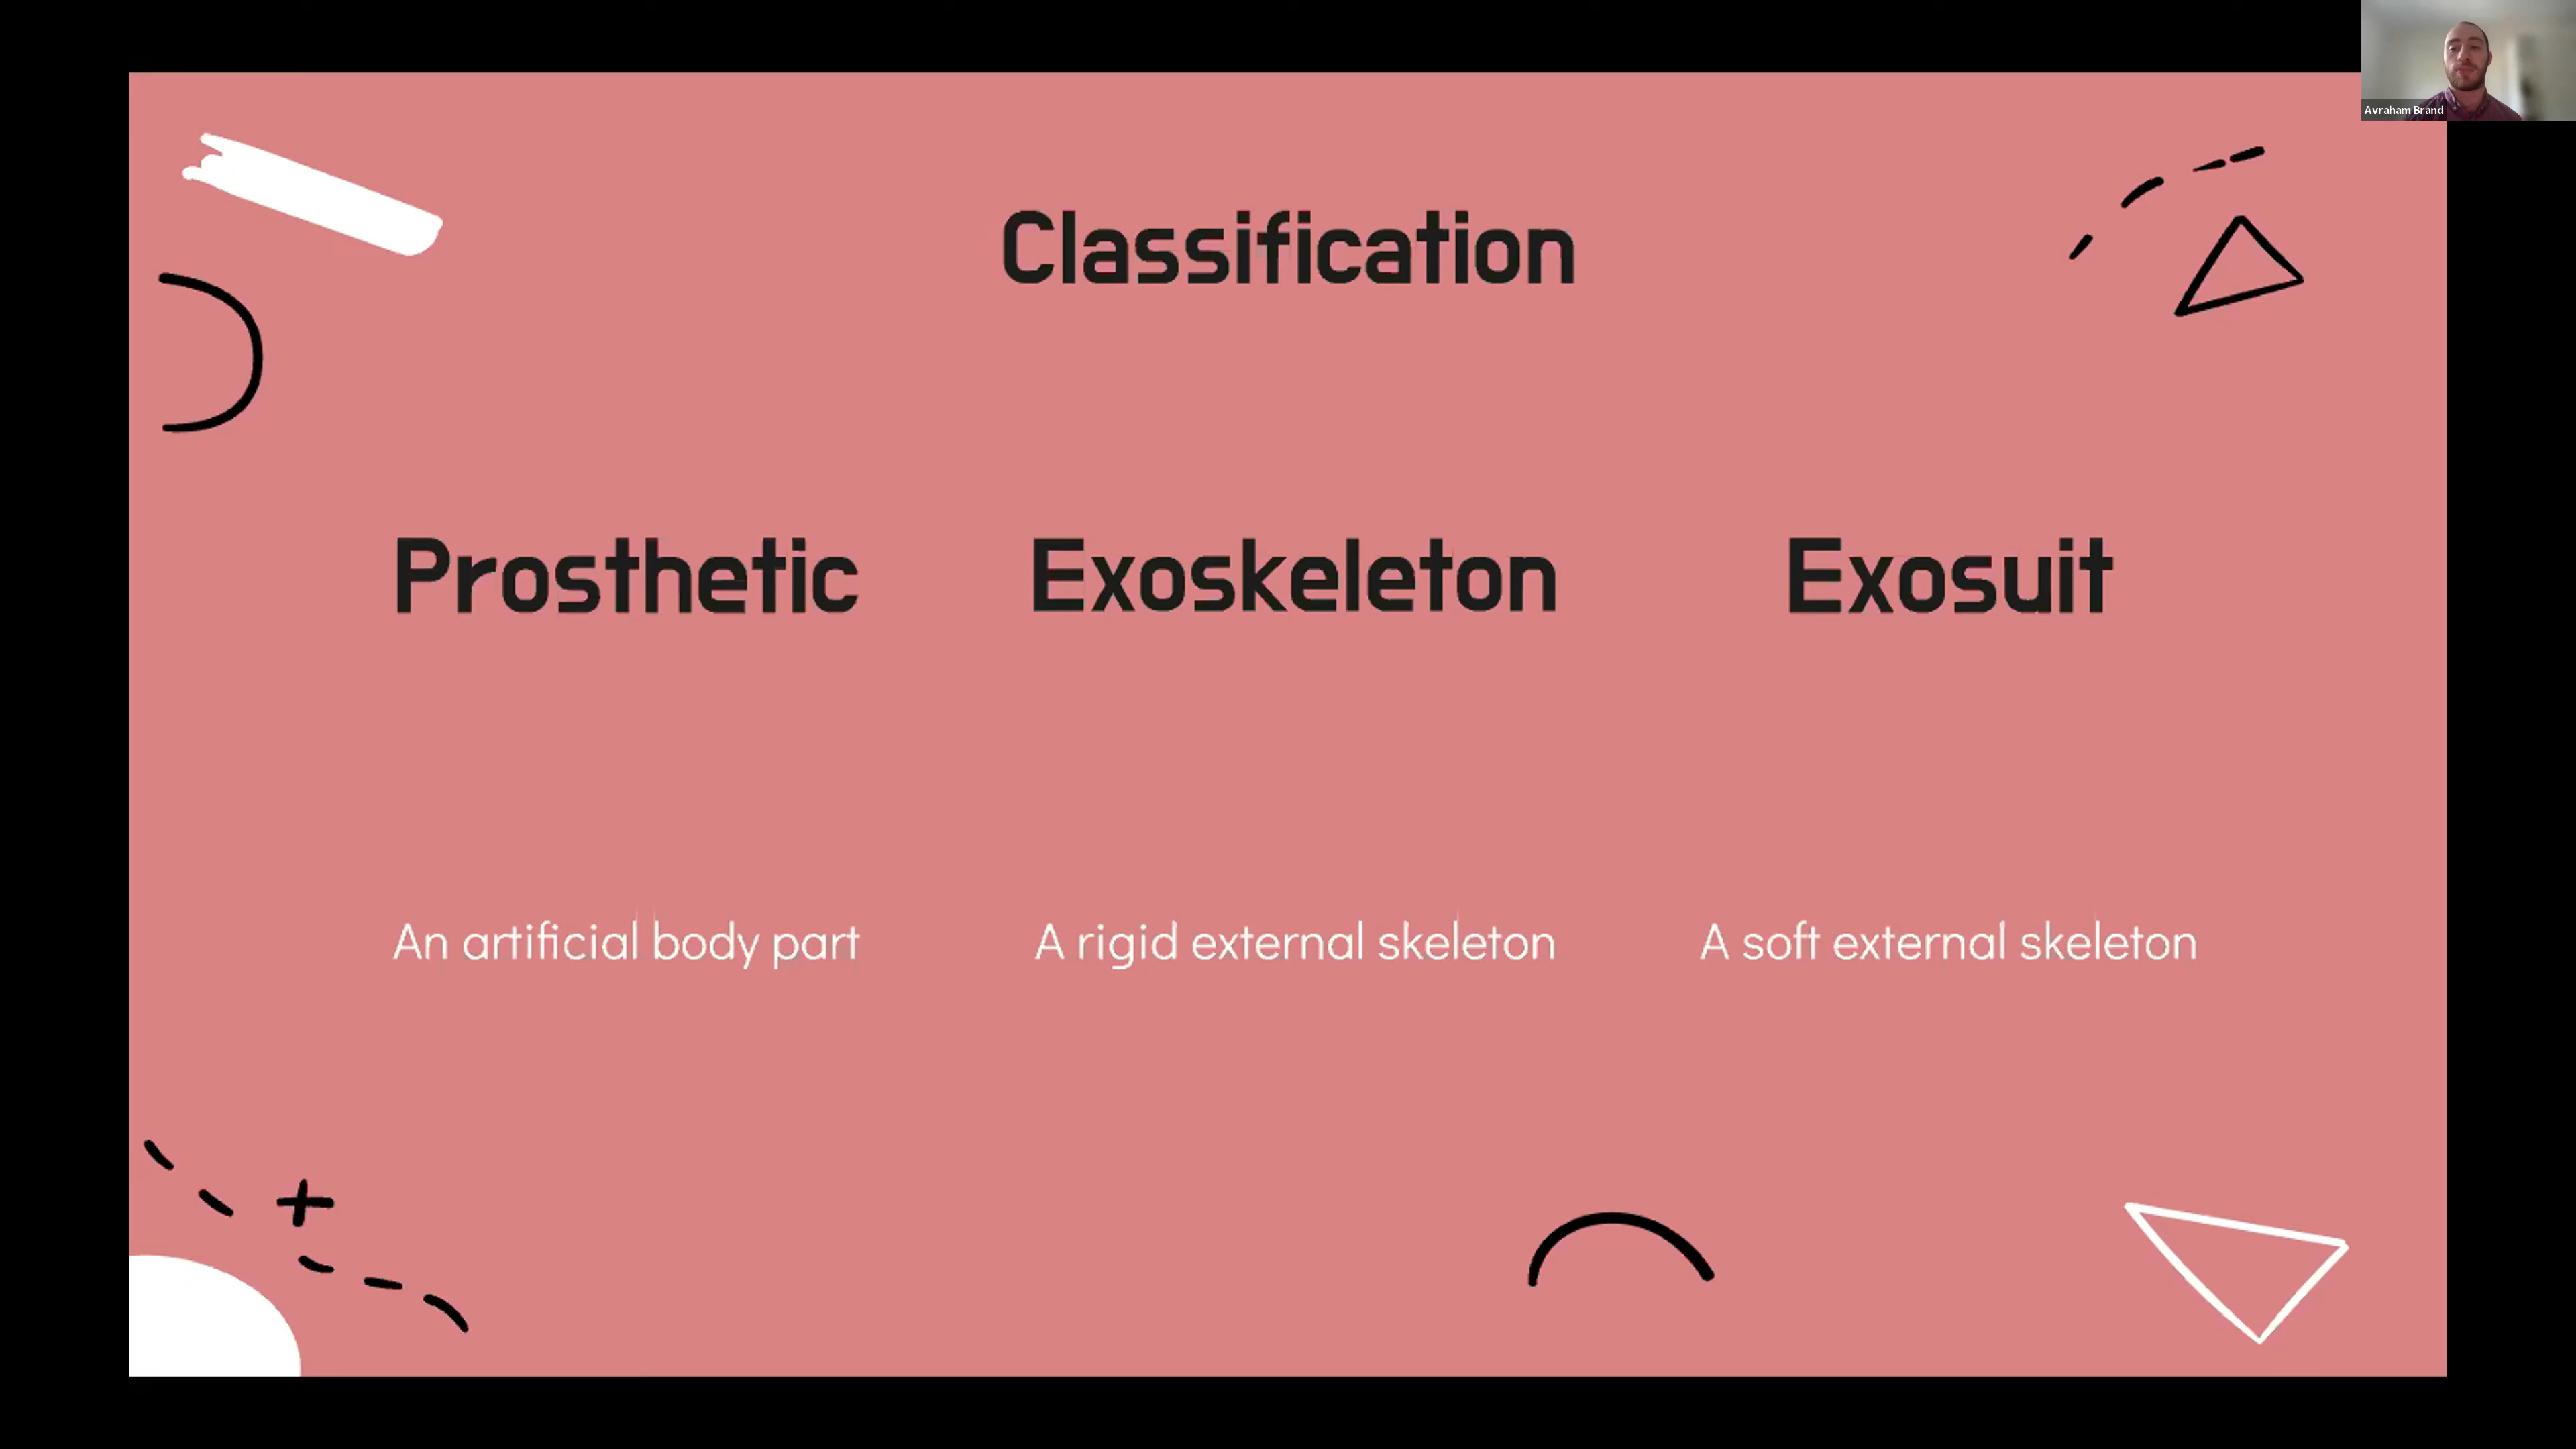 Avraham Brand
Classification
Prosthetic
Exoskeleton
Exosuit
An artificial body part
A rigid external skeleton
A soft external skeleton